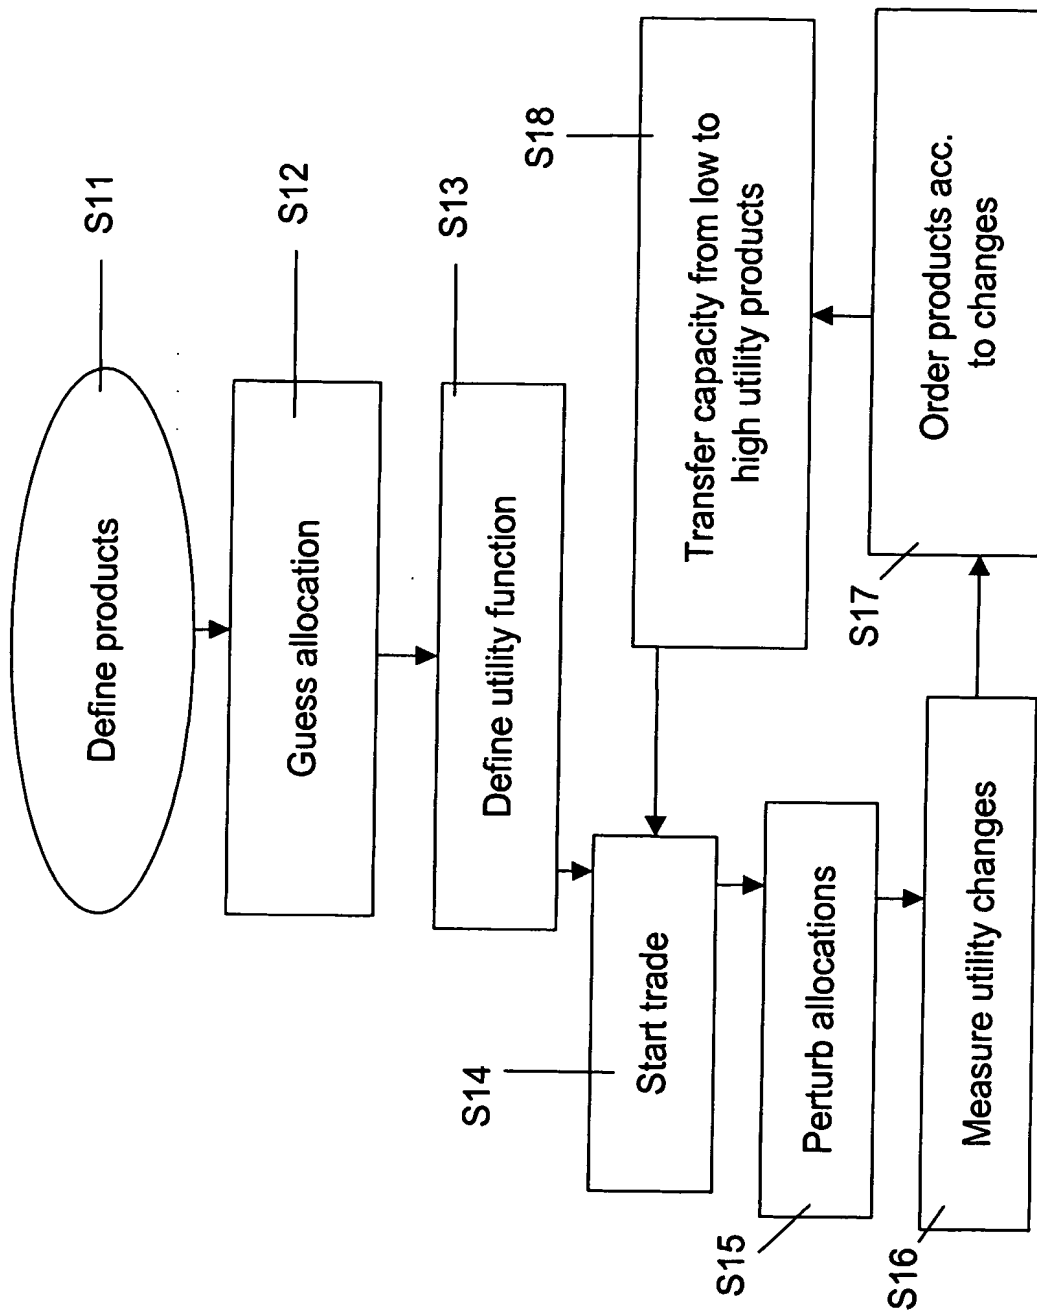 S11
Define products
S12
Guess allocation
S13
Define utility function
S14
Start trade
S15
Perturb allocations
S16
Measure utility changes
S17
Order products acc.
to changes
S18
Transfer capacity from low to
high utility products